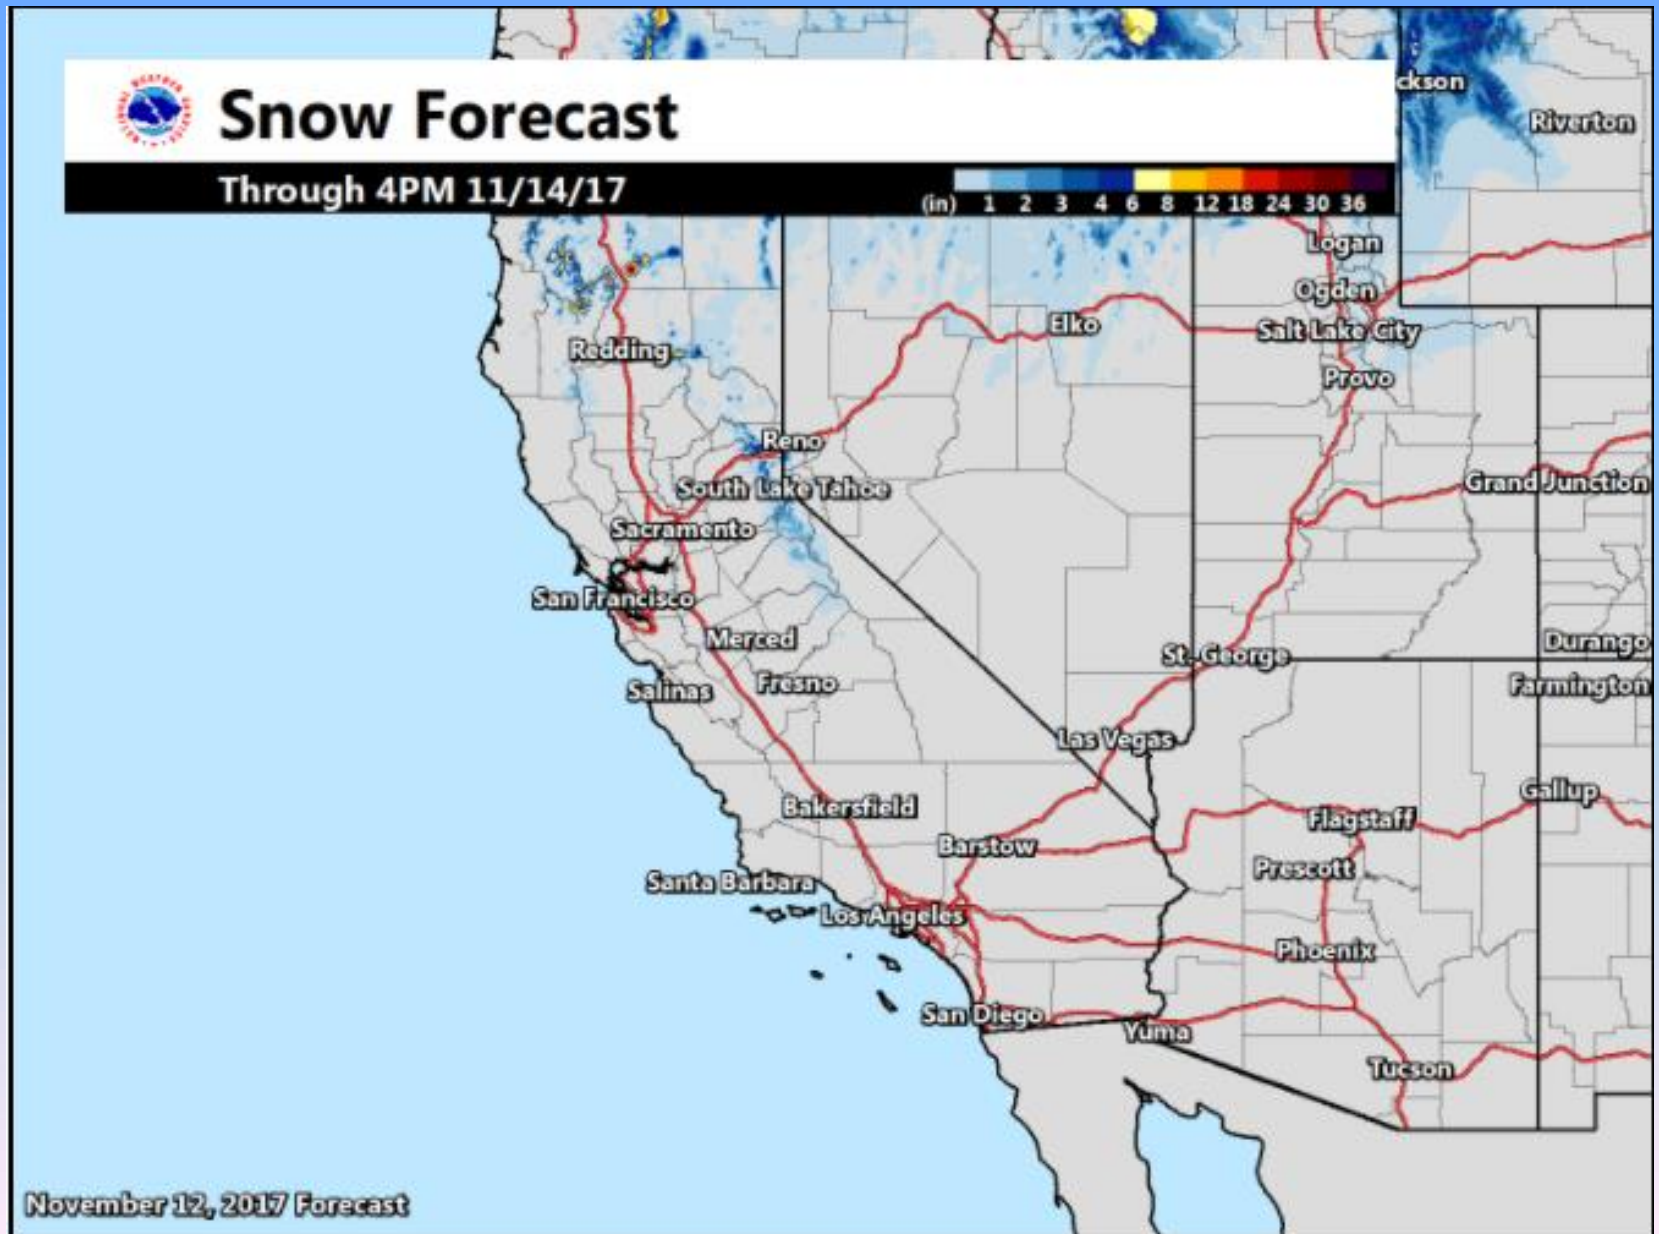 Snow Forecast
Through 4PM 11/14/17
(in) 1 2 3 4 6 8 12 18 24 30 36
ckson
Riverton
Logan
Ogden
Elko
Salt Lake City
Redding
Provo
Reno
South Lake Tahoe
Grand Junction
Sacramento
San Francisco
Merced
Durango
St. George
Salinas
Fresno
Farmington
Las Vegas
Bakersfield
Gallup
Flagstaff
Barstow
Prescott
Santa Barbara
Los Angeles
Phoenix
San Diego
Yuma
Tucson
November 12, 2017 Forecast